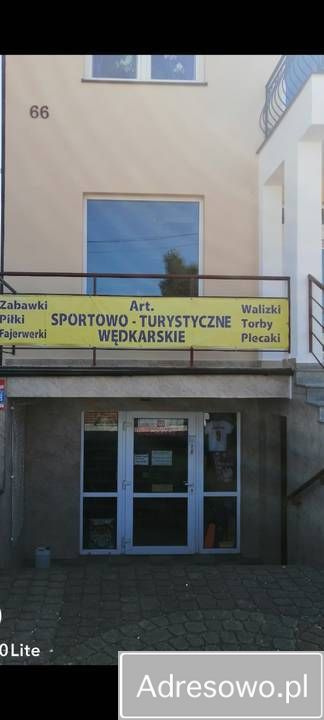 66
Zabawki
Piłki
Fajerwerki
Art.
SPORTOWO - TURYSTYCZNE
WĘDKARSKIE
Walizki
Torby
Plecaki
0 Lite
Adresowo.pl